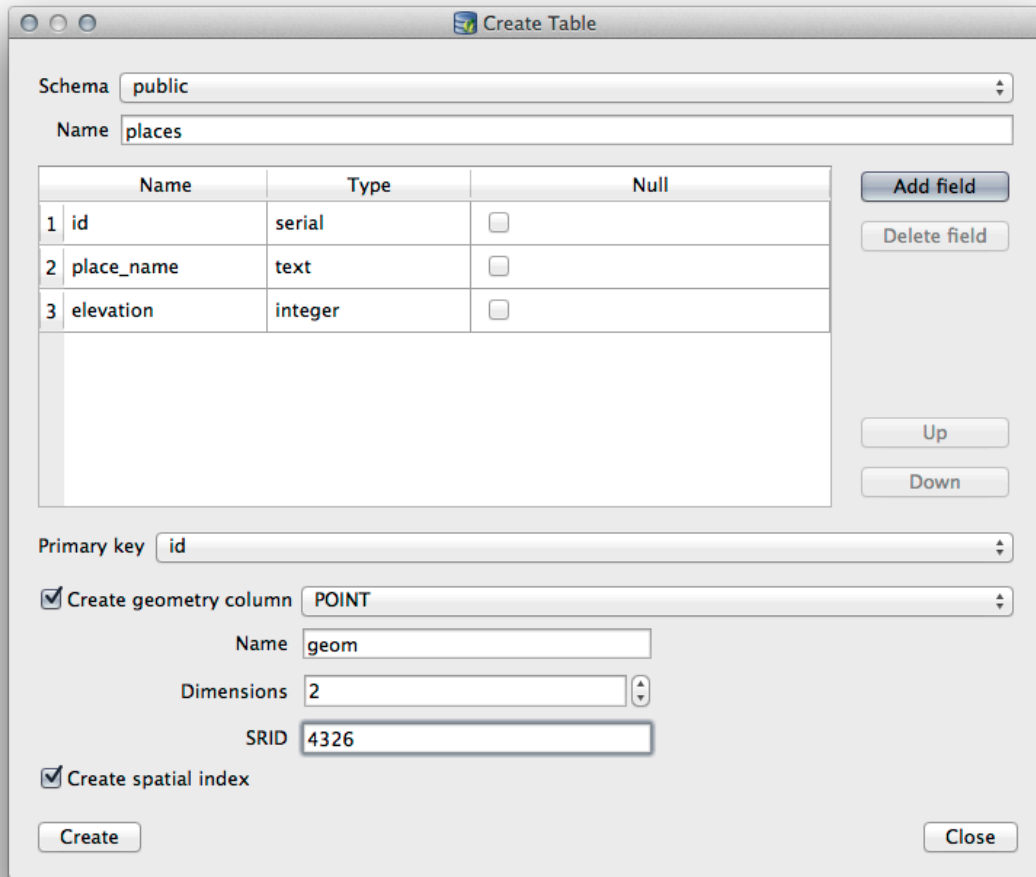 Create Table
Schema public
Name places
Name Type Null
1 id serial
2 place_name text
3 elevation integer
Add field
Delete field
Up
Down
Primary key id
Create geometry column POINT
Name geom
Dimensions 2
SRID 4326
Create spatial index
Create Close